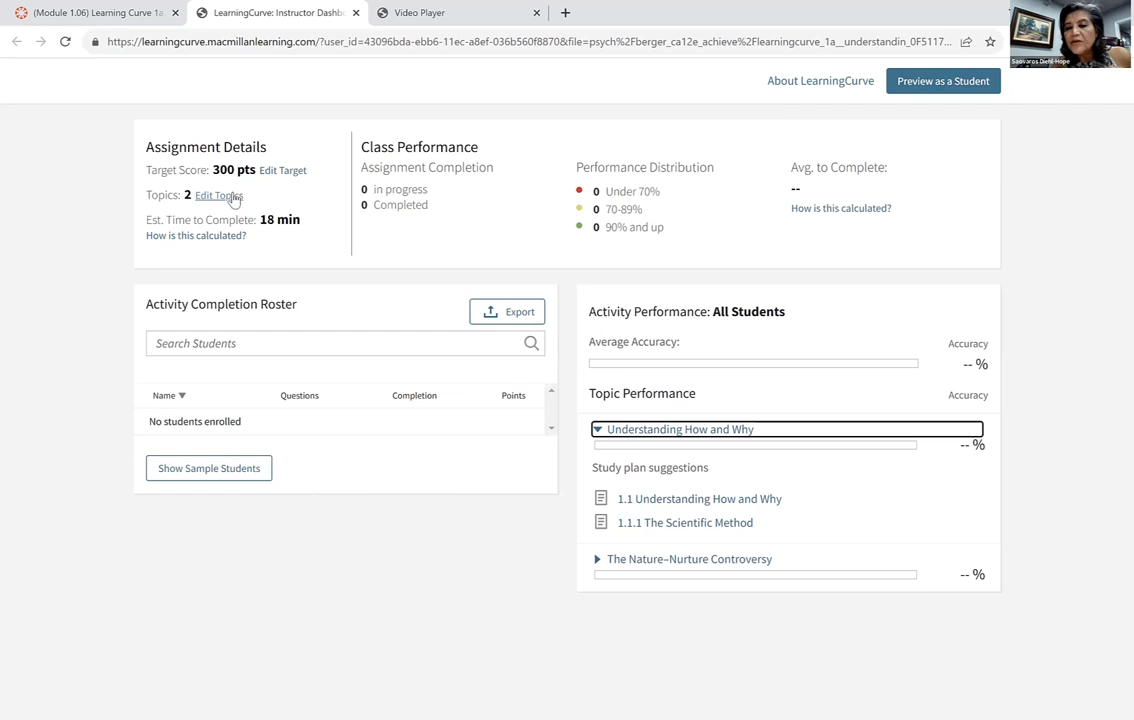 (Module 1.06) Learning Curve 1a
LearningCurve: Instructor Dashb
Video Player
https://learningcurve.macmillanlearning.com/?user_id=43096bda-ebb6-11ec-a8ef-036b560f8870&file=psych%2Fberger_ca12e_achieve%2Flearningcurve_1a__understandin_0F5117...
Saovaros Diehl-Hope
About LearningCurve
Preview as a Student
Assignment Details
Target Score: 300 pts Edit Target
Topics: 2 Edit Topics
Est. Time to Complete: 18 min
How is this calculated?
Class Performance
Assignment Completion
0 in progress
0 Completed
Performance Distribution
0 Under 70%
0 70-89%
0 90% and up
Avg. to Complete:
--
How is this calculated?
Activity Completion Roster
Export
Search Students
Name Questions Completion Points
No students enrolled
Show Sample Students
Activity Performance: All Students
Average Accuracy: Accuracy
-- %
Topic Performance Accuracy
Understanding How and Why
-- %
Study plan suggestions
1.1 Understanding How and Why
1.1.1 The Scientific Method
The Nature–Nurture Controversy
-- %